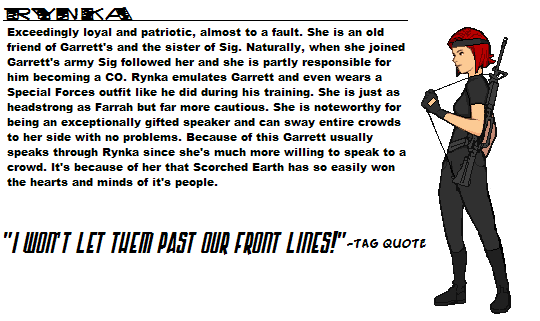 RYNKA
Exceedingly loyal and patriotic, almost to a fault. She is an old
friend of Garrett's and the sister of Sig. Naturally, when she joined
Garrett's army Sig followed her and she is partly responsible for
him becoming a CO. Rynka emulates Garrett and even wears a
Special Forces outfit like he did during his training. She is just as
headstrong as Farrah but far more cautious. She is noteworthy for
being an exceptionally gifted speaker and can sway entire crowds
to her side with no problems. Because of this Garrett usually
speaks through Rynka since she's much more willing to speak to a
crowd. It's because of her that Scorched Earth has so easily won
the hearts and minds of it's people.
"I WON'T LET THEM PAST OUR FRONT LINES!" -TAG QUOTE